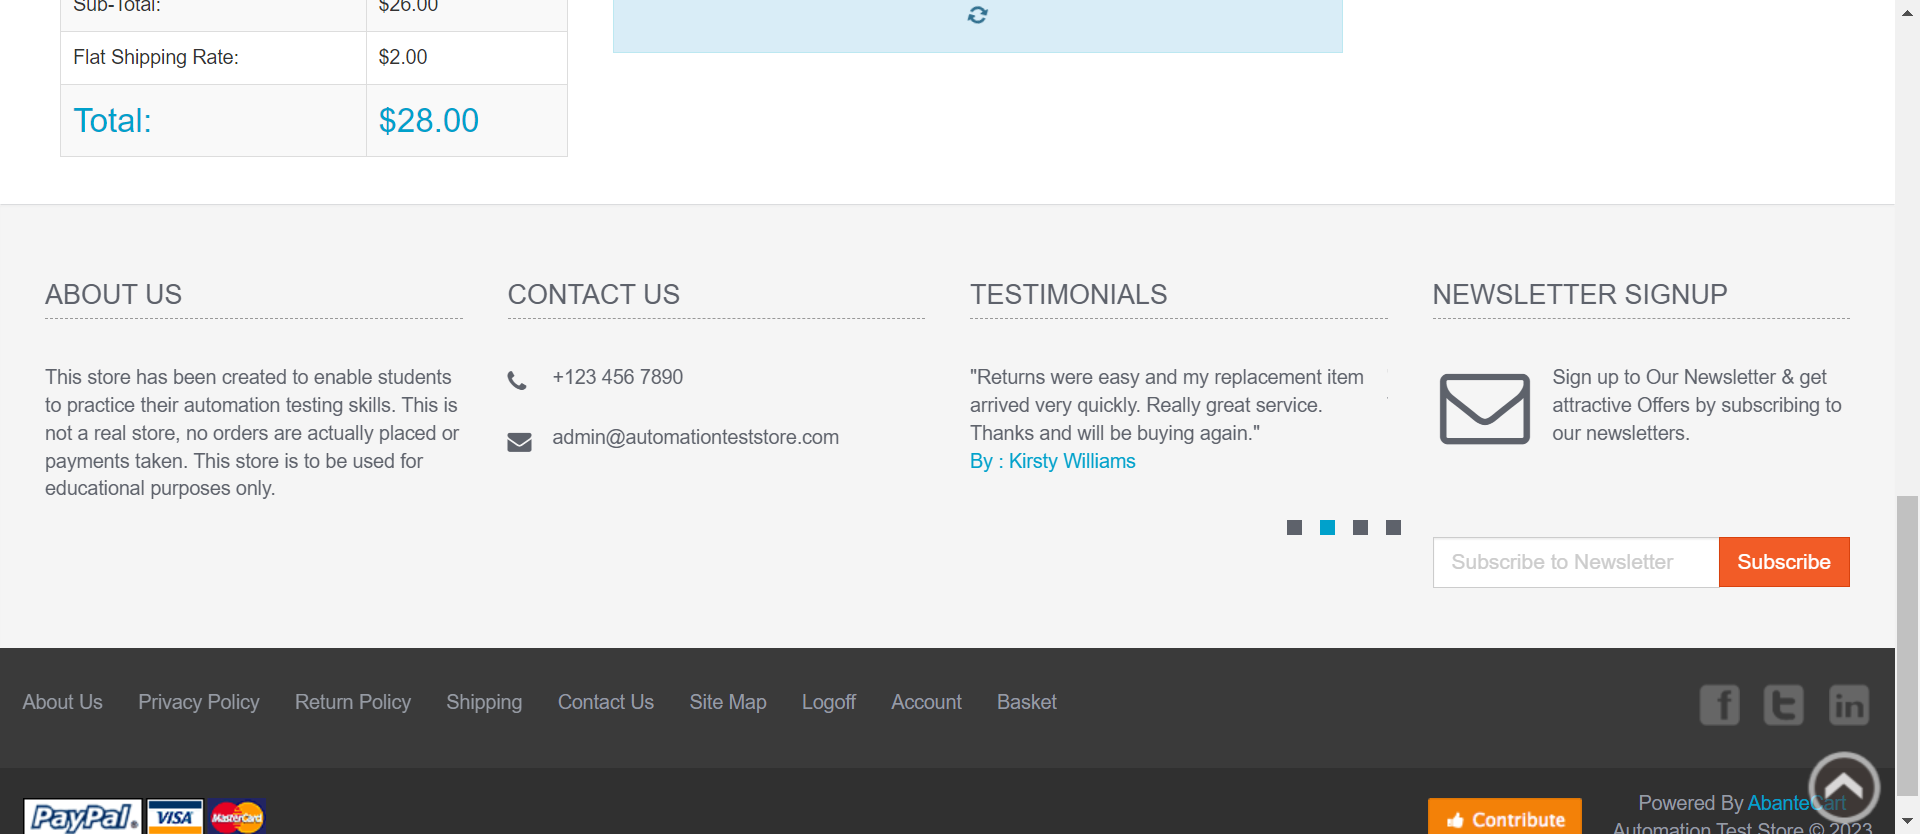 Sub-Total: $26.00
Flat Shipping Rate: $2.00
Total: $28.00
ABOUT US
This store has been created to enable students
to practice their automation testing skills. This is
not a real store, no orders are actually placed or
payments taken. This store is to be used for
educational purposes only.
CONTACT US
+123 456 7890
admin@automationteststore.com
TESTIMONIALS
"Returns were easy and my replacement item
arrived very quickly. Really great service.
Thanks and will be buying again."
By : Kirsty Williams
NEWSLETTER SIGNUP
Sign up to Our Newsletter & get
attractive Offers by subscribing to
our newsletters.
Subscribe to Newsletter Subscribe
About Us Privacy Policy Return Policy Shipping Contact Us Site Map Logoff Account Basket
PayPal VISA MasterCard
Contribute
Powered By AbanteCart
Automation Test Store © 2023